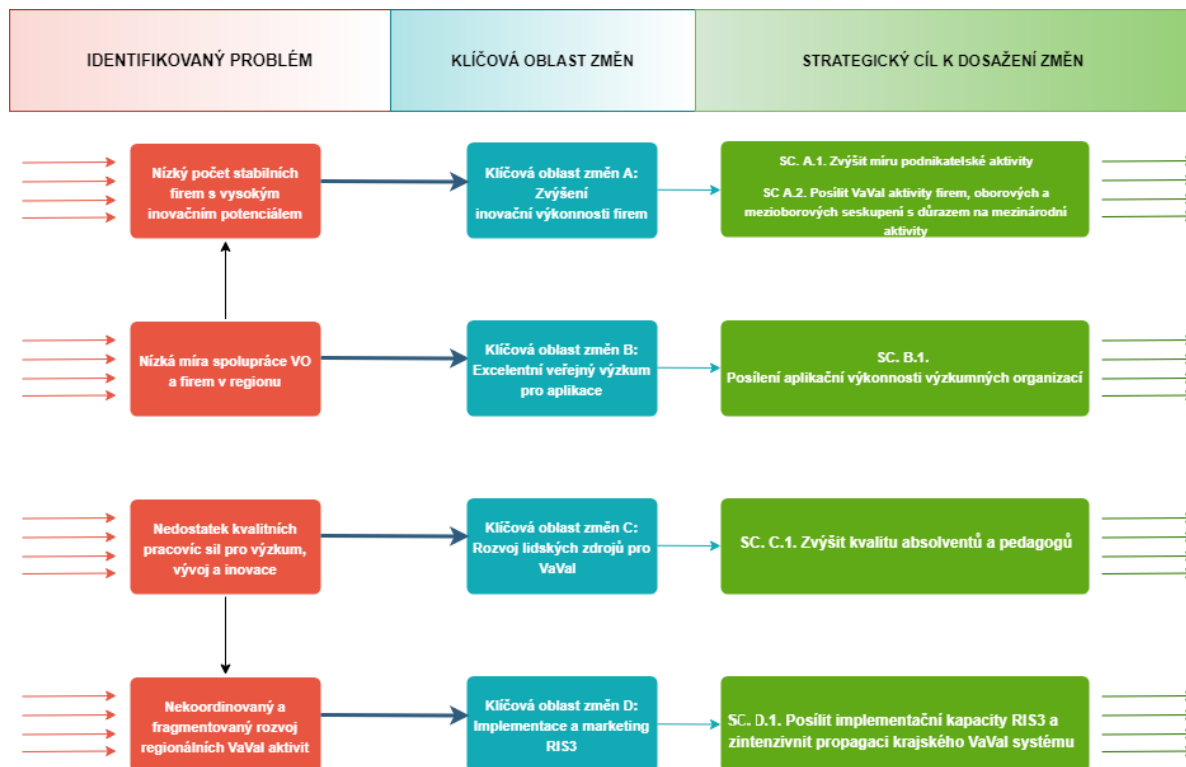 IDENTIFIKOVANÝ PROBLÉM
KLÍČOVÁ OBLAST ZMĚN
STRATEGICKÝ CÍL K DOSAŽENÍ ZMĚN
Nízký počet stabilních
firem s vysokým
inovačním potenciálem
Klíčová oblast změn A:
Zvýšení
inovační výkonnosti firem
SC. A.1. Zvýšit míru podnikatelské aktivity
SC A.2. Posílit VaVaI aktivity firem, oborových a
mezioborových seskupení s důrazem na mezinárodní
aktivity
Nízká míra spolupráce VO
a firem v regionu
Klíčová oblast změn B:
Excelentní veřejný výzkum
pro aplikace
SC. B.1.
Posílení aplikační výkonnosti výzkumných organizací
Nedostatek kvalitních
pracovíc sil pro výzkum,
vývoj a inovace
Klíčová oblast změn C:
Rozvoj lidských zdrojů pro
VaVaI
SC. C.1. Zvýšit kvalitu absolventů a pedagogů
Nekoordinovaný a
fragmentovaný rozvoj
regionálních VaVaI aktivit
Klíčová oblast změn D:
Implementace a marketing
RIS3
SC. D.1. Posílit implementační kapacity RIS3 a
zintenzivnit propagaci krajského VaVaI systému